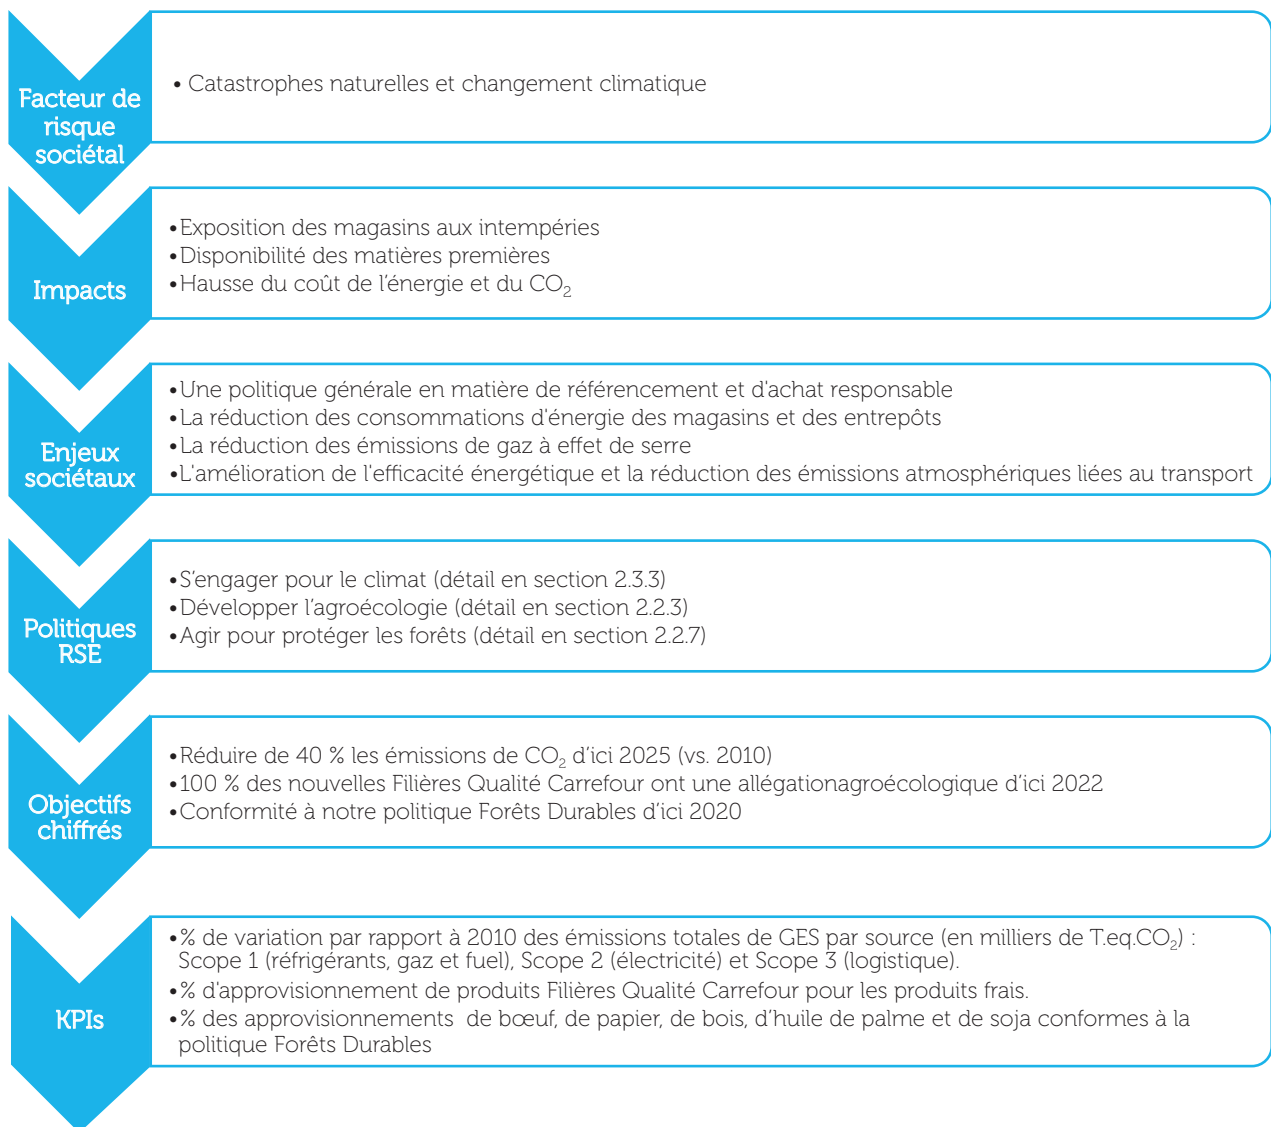 Facteur de
risque
sociétal
• Catastrophes naturelles et changement climatique
Impacts
•Exposition des magasins aux intempéries
•Disponibilité des matières premières
•Hausse du coût de l’énergie et du CO₂
Enjeux
sociétaux
•Une politique générale en matière de référencement et d'achat responsable
•La réduction des consommations d'énergie des magasins et des entrepôts
•La réduction des émissions de gaz à effet de serre
•L'amélioration de l'efficacité énergétique et la réduction des émissions atmosphériques liées au transport
Politiques
RSE
•S’engager pour le climat (détail en section 2.3.3)
•Développer l’agroécologie (détail en section 2.2.3)
•Agir pour protéger les forêts (détail en section 2.2.7)
Objectifs
chiffrés
•Réduire de 40 % les émissions de CO₂ d’ici 2025 (vs. 2010)
•100 % des nouvelles Filières Qualité Carrefour ont une allégationagroécologique d’ici 2022
•Conformité à notre politique Forêts Durables d’ici 2020
KPIs
•% de variation par rapport à 2010 des émissions totales de GES par source (en milliers de T.eq.CO₂) :
Scope 1 (réfrigérants, gaz et fuel), Scope 2 (électricité) et Scope 3 (logistique).
•% d'approvisionnement de produits Filières Qualité Carrefour pour les produits frais.
•% des approvisionnements  de bœuf, de papier, de bois, d’huile de palme et de soja conformes à la
politique Forêts Durables